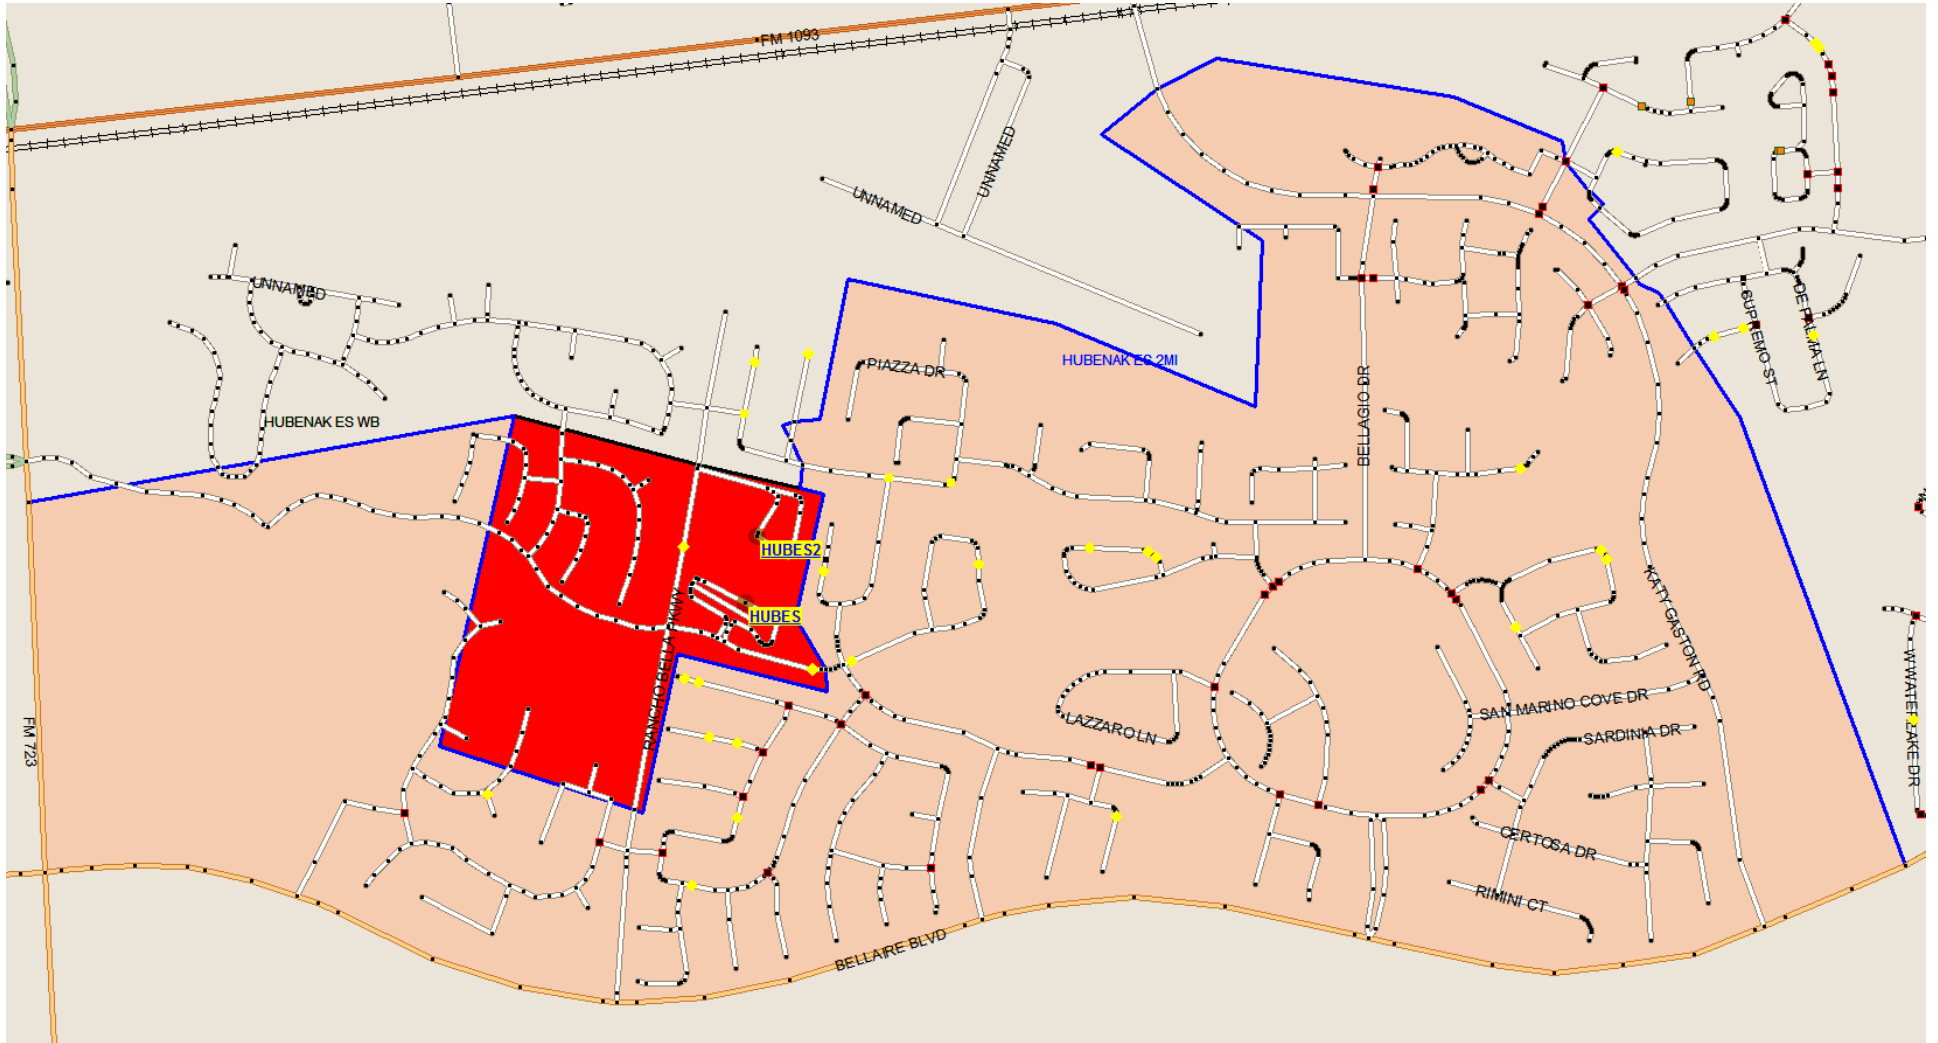 FM 1093
UNNAMED
UNNAMED
UNNAMED
DE PALMA LN
SUPREMO ST
HUBENAK ES 2MI
PIAZZA DR
BELLAGIO DR
HUBENAK ES WB
HUBES2
HUBES
KATY GASTON RD
RANCHO BELLA PKWY
W WATERLAKE DR
SAN MARINO COVE DR
LAZZARO LN
SARDINIA DR
FM 723
CERTOSA DR
RIMINI CT
BELLAIRE BLVD